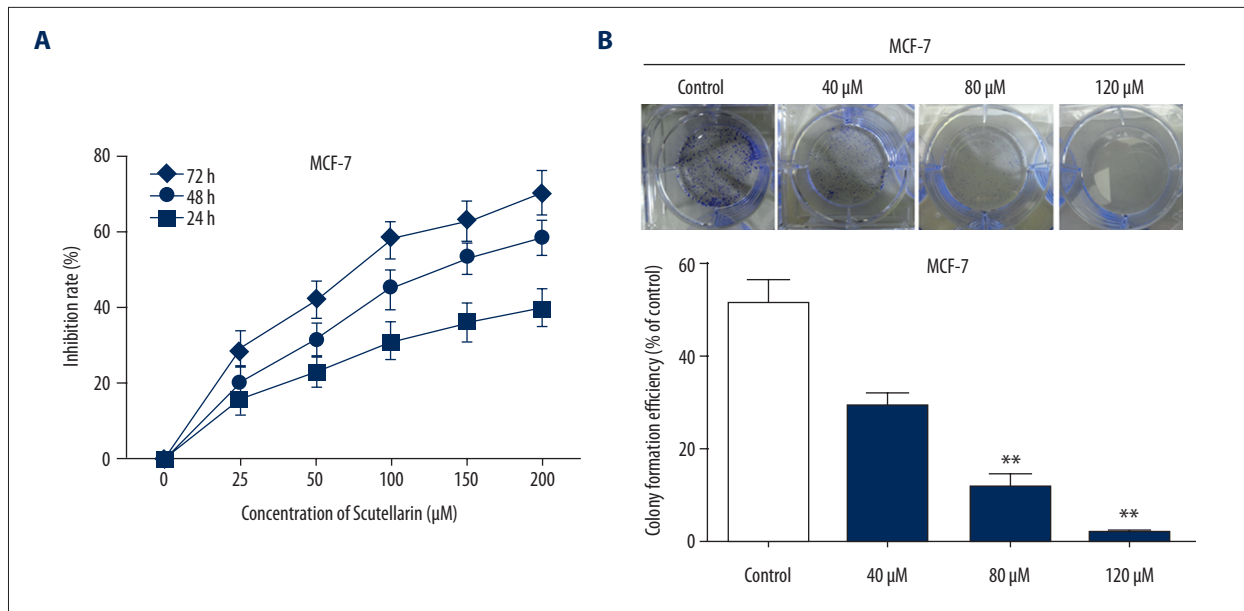 A
MCF-7
72 h
48 h
24 h
80
60
40
20
0
Inhibition rate (%)
0 25 50 100 150 200
Concentration of Scutellarin (µM)
B
MCF-7
Control 40 µM 80 µM 120 µM
MCF-7
60
40
20
0
Colony formation efficiency (% of control)
**
**
Control 40 µM 80 µM 120 µM